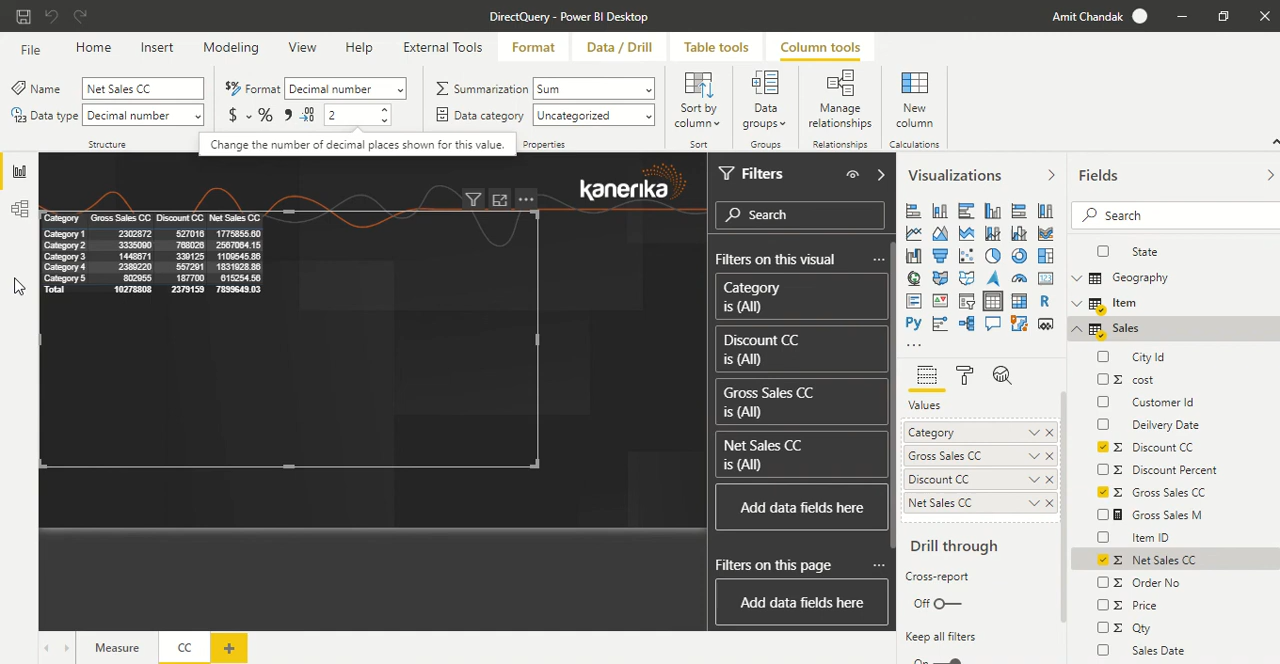 DirectQuery - Power BI Desktop
Amit Chandak
File
Home
Insert
Modeling
View
Help
External Tools
Format
Data / Drill
Table tools
Column tools
Name
Net Sales CC
Data type
Decimal number
Structure
Format
Decimal number
$
%
2
Change the number of decimal places shown for this value.
Summarization
Sum
Data category
Uncategorized
Properties
Sort by
column
Sort
Data
groups
Groups
Manage
relationships
Relationships
New
column
Calculations
kanerika
Category Gross Sales CC Discount CC Net Sales CC
Category 1 2302872 527016 1775855.60
Category 2 3335090 768026 2567064.15
Category 3 1448671 339125 1109545.86
Category 4 2389220 557291 1831928.86
Category 5 802955 187700 615254.56
Total 10278808 2379159 7899649.03
Filters
Search
Filters on this visual
...
Category
is (All)
Discount CC
is (All)
Gross Sales CC
is (All)
Net Sales CC
is (All)
Add data fields here
Filters on this page
...
Add data fields here
Visualizations
R
Py
...
Values
Category
Gross Sales CC
Discount CC
Net Sales CC
Drill through
Cross-report
Off
Keep all filters
On
Fields
Search
State
Geography
Item
Sales
City Id
Σ cost
Customer Id
Deilvery Date
Σ Discount CC
Σ Discount Percent
Σ Gross Sales CC
Gross Sales M
Item ID
Σ Net Sales CC
Σ Order No
Σ Price
Σ Qty
Sales Date
Measure
CC
+